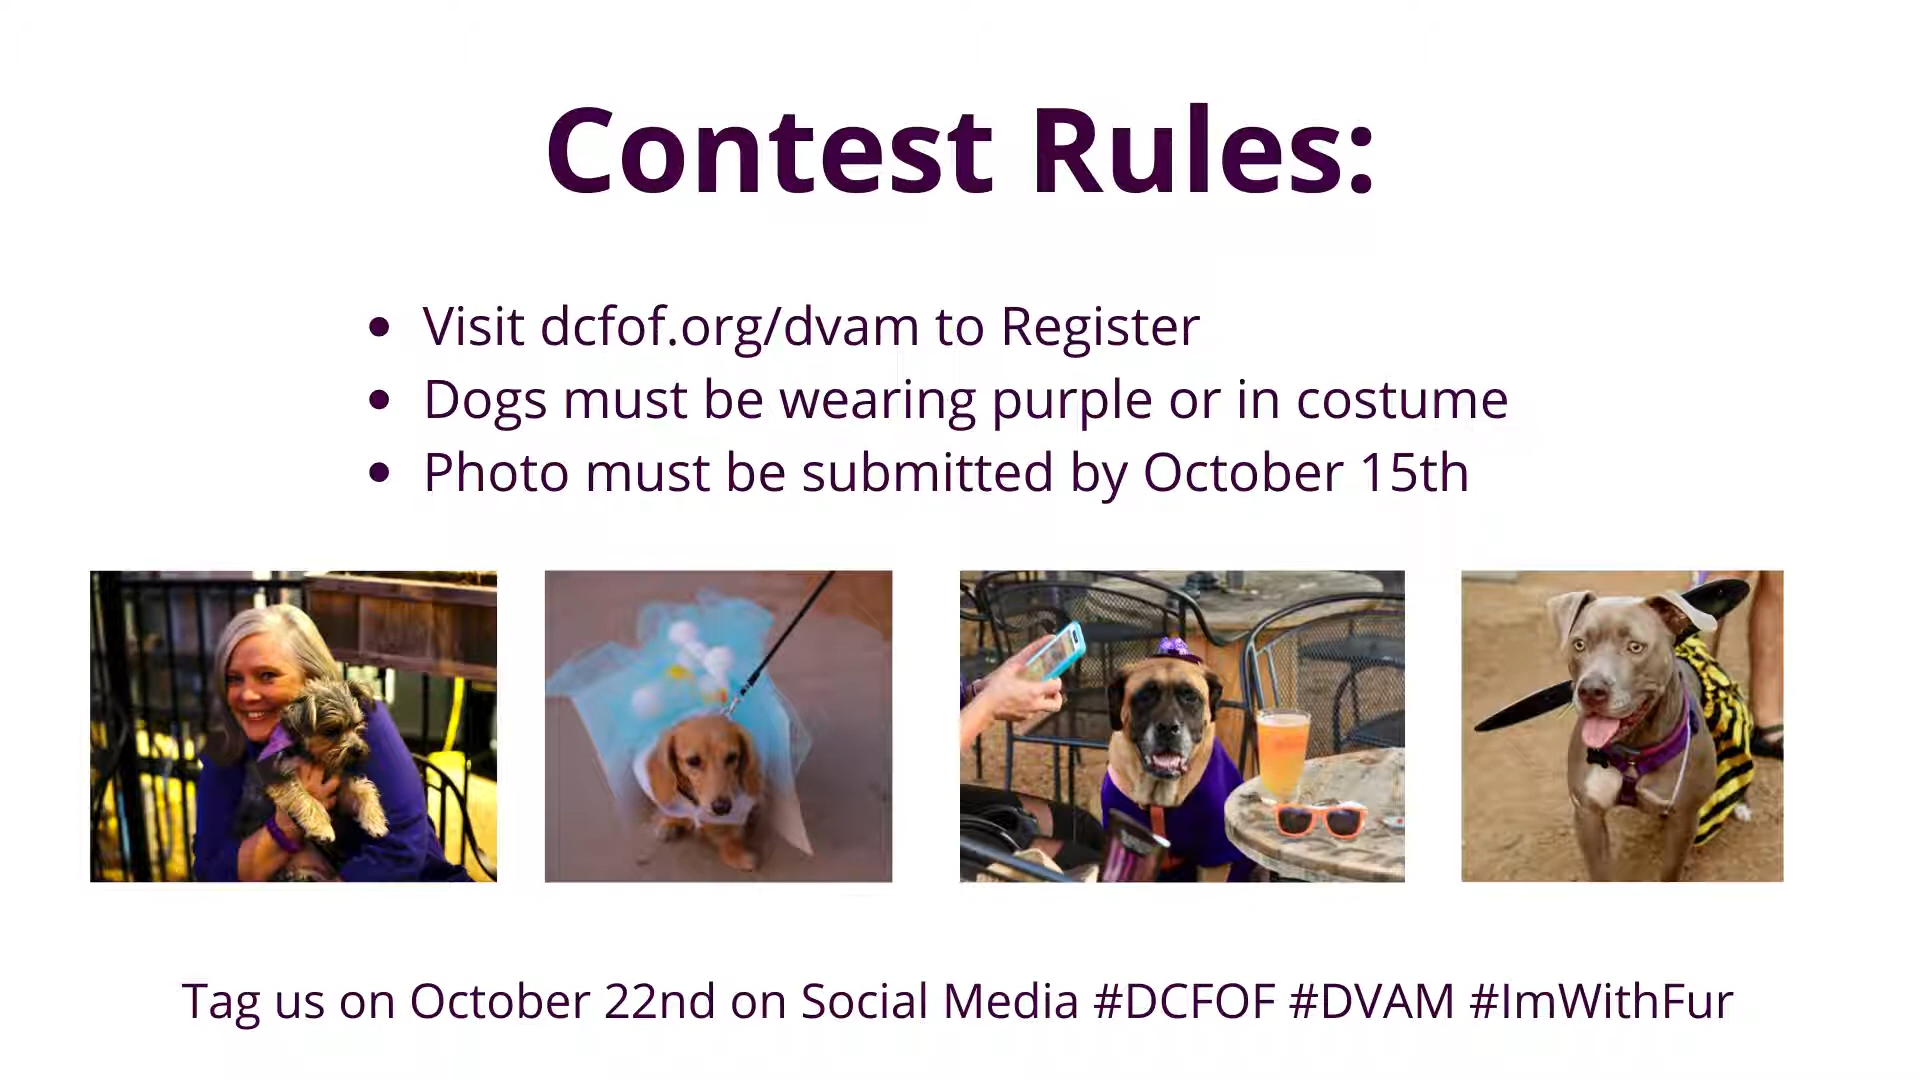 Contest Rules:
• Visit dcfof.org/dvam to Register
• Dogs must be wearing purple or in costume
• Photo must be submitted by October 15th
Tag us on October 22nd on Social Media #DCFOF #DVAM #ImWithFur